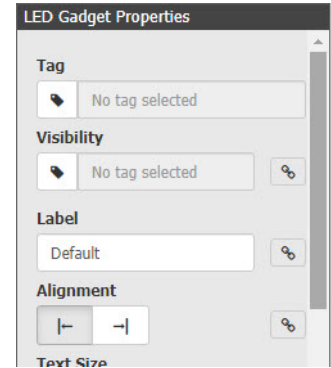 LED Gadget Properties
Tag
No tag selected
Visibility
No tag selected
Label
Default
Alignment
Text Size